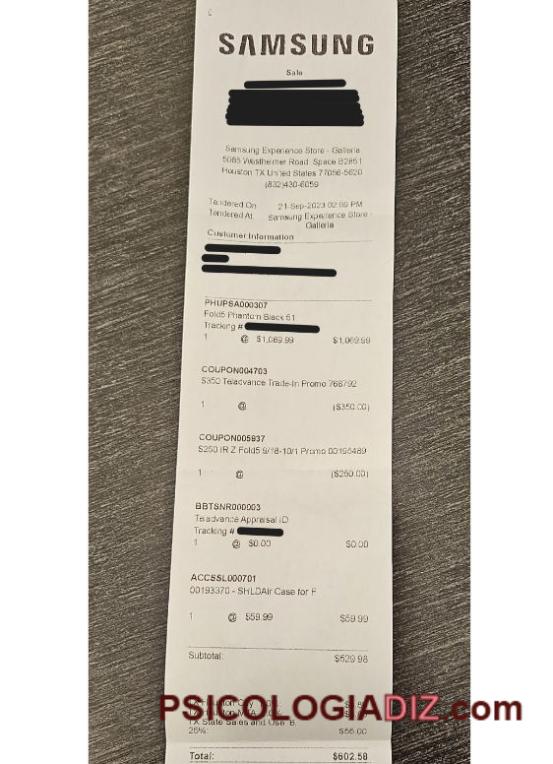 SAMSUNG
Sale
Samsung Experience Store - Galleria
5085 Westheimer Road Space B2851
Houston TX United States 77056-5620
(832)430-6059
Tendered On 21-Sep-2023 02:59 PM
Tendered At Samsung Experience Store -
Galleria
Customer Information
PHUPSA000307
Fold5 Phantom Black 51
Tracking #
1 @ $1,069.99 $1,069.99
COUPON004703
$350 Teladvance Trade-In Promo 768792
1 @ ($350.00)
COUPON005937
$250 IR Z Fold5 9/18-10/1 Promo 00195489
1 @ ($250.00)
BBTSNR000003
Teladvance Appraisal ID
Tracking #
1 @ $0.00 $0.00
ACCSSL000701
00193370 - SHLDAir Case for F
1 @ $59.99 $59.99
Subtotal: $529.98
PSICOLOGIADIZ.com
TX State Sales and Use 6.
25%: $56.00
Total: $602.58